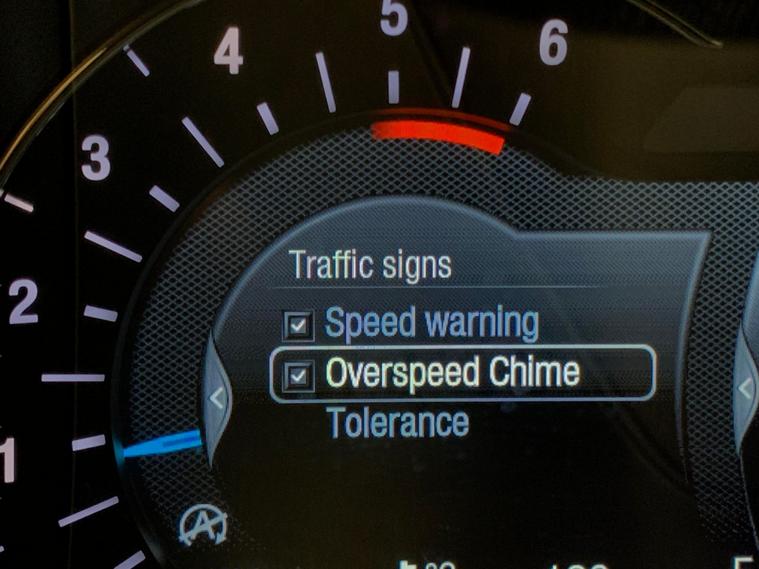 5
4
6
3
Traffic signs
2
Speed warning
Overspeed Chime
Tolerance
1
A